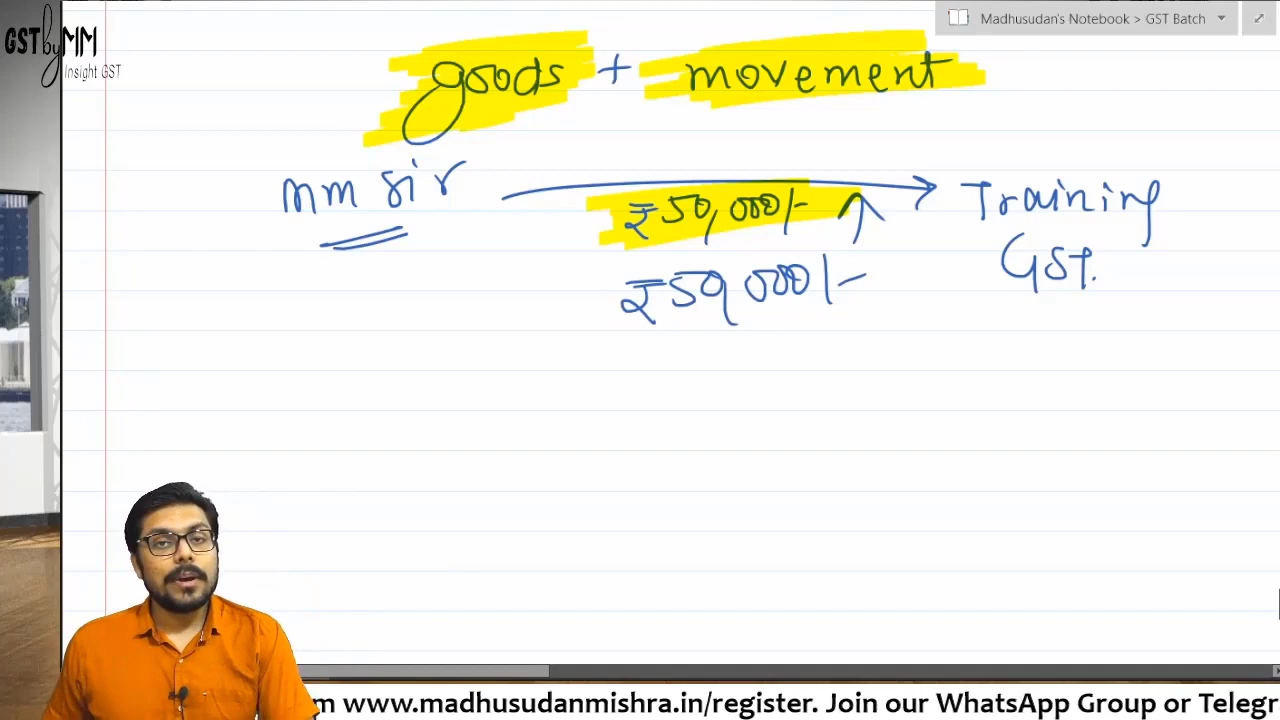 GST by MM
Insight GST
Madhusudan's Notebook > GST Batch
goods + movement
MM Sir
₹50,000/-
Training
GST.
₹50,000/-
www.madhusudanmishra.in/register. Join our WhatsApp Group or Telegr